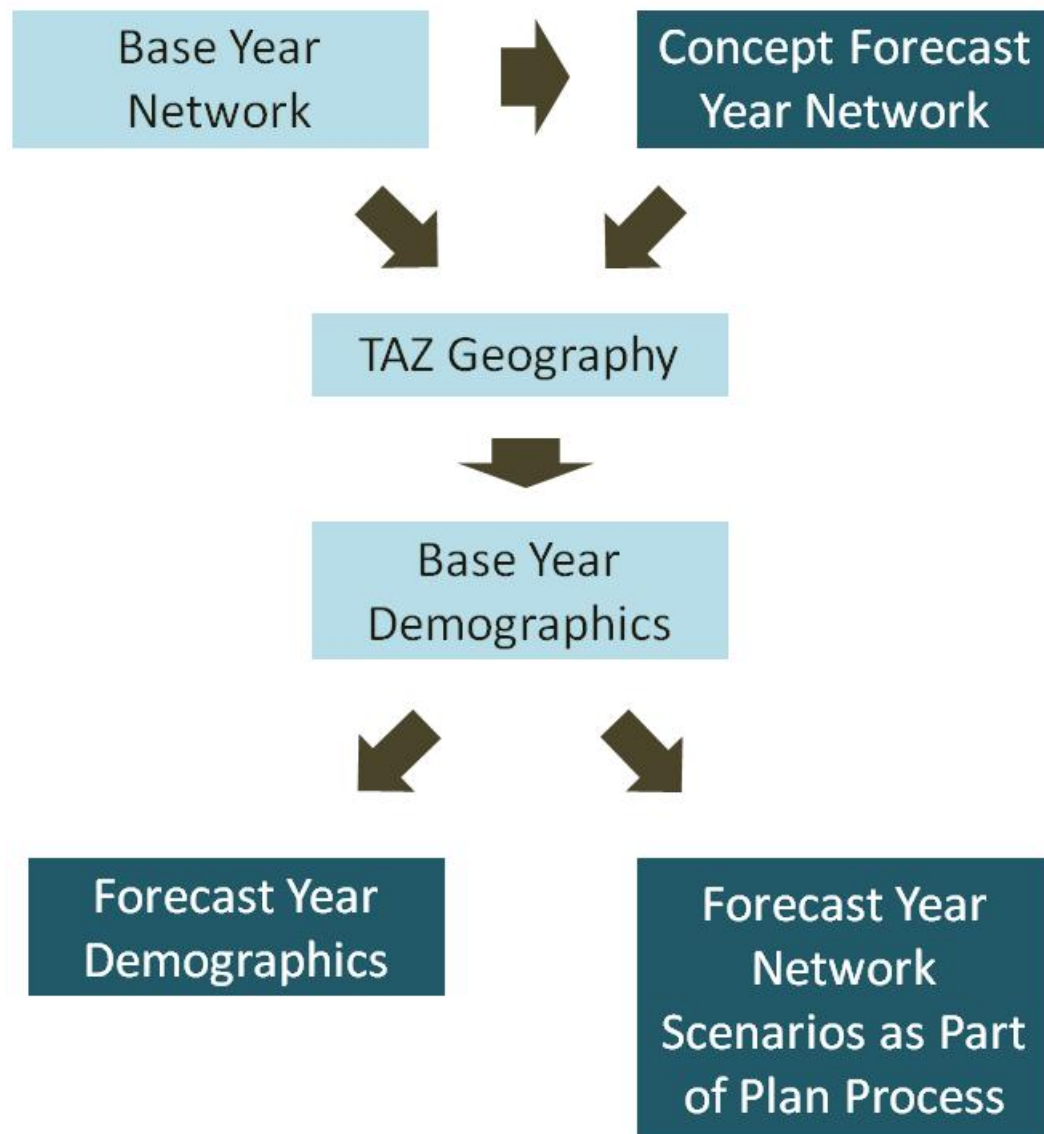 Base Year
Network
Concept Forecast
Year Network
TAZ Geography
Base Year
Demographics
Forecast Year
Demographics
Forecast Year
Network
Scenarios as Part
of Plan Process